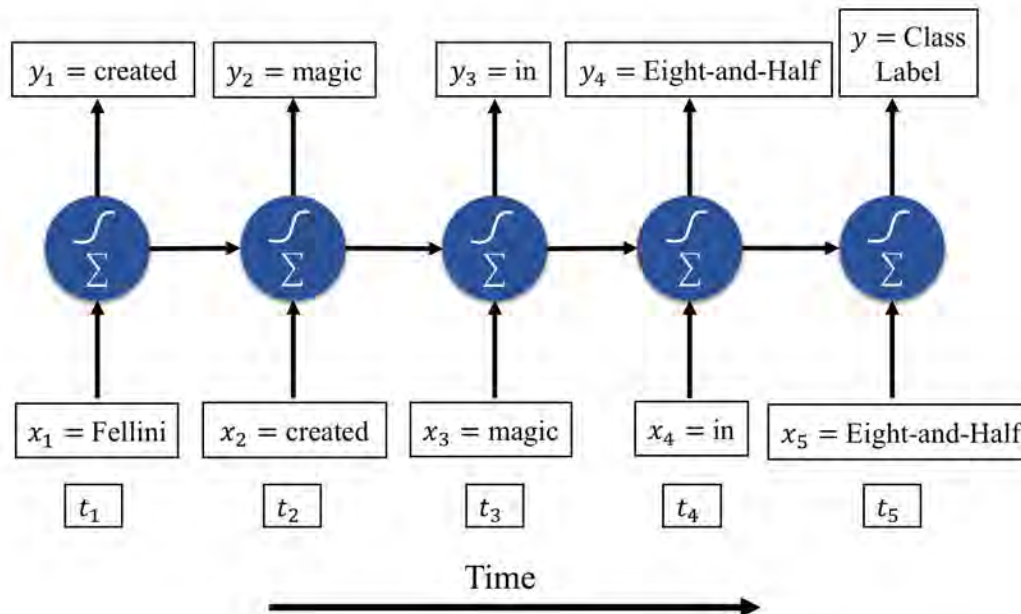 y₁ = created
y₂ = magic
y₃ = in
y₄ = Eight-and-Half
y = Class
Label
∑
∑
∑
∑
∑
x₁ = Fellini
x₂ = created
x₃ = magic
x₄ = in
x₅ = Eight-and-Half
t₁
t₂
t₃
t₄
t₅
Time